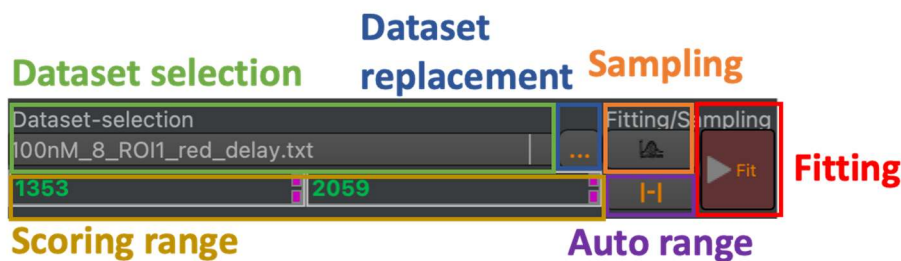 Dataset
replacement
Dataset selection
Sampling
Dataset-selection
Fitting/Sampling
100nM_8_ROI1_red_delay.txt
...
Fit
Fitting
1353
2059
|-|
Scoring range
Auto range